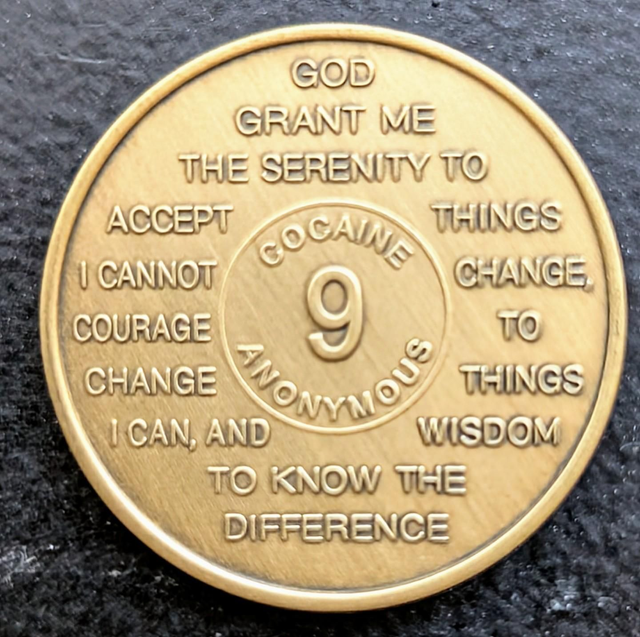 GOD
GRANT ME
THE SERENITY TO
ACCEPT THINGS
I CANNOT CHANGE,
COURAGE TO
CHANGE THINGS
I CAN, AND WISDOM
TO KNOW THE
DIFFERENCE
COCAINE
9
ANONYMOUS